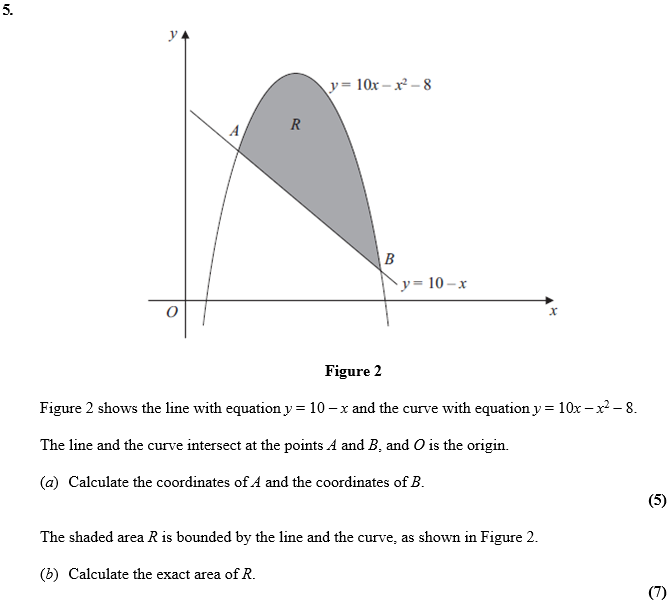 5.
y
y = 10x – x² – 8
A
R
B
y = 10 – x
O
x
Figure 2
Figure 2 shows the line with equation y = 10 – x and the curve with equation y = 10x – x² – 8.
The line and the curve intersect at the points A and B, and O is the origin.
(a) Calculate the coordinates of A and the coordinates of B.
(5)
The shaded area R is bounded by the line and the curve, as shown in Figure 2.
(b) Calculate the exact area of R.
(7)